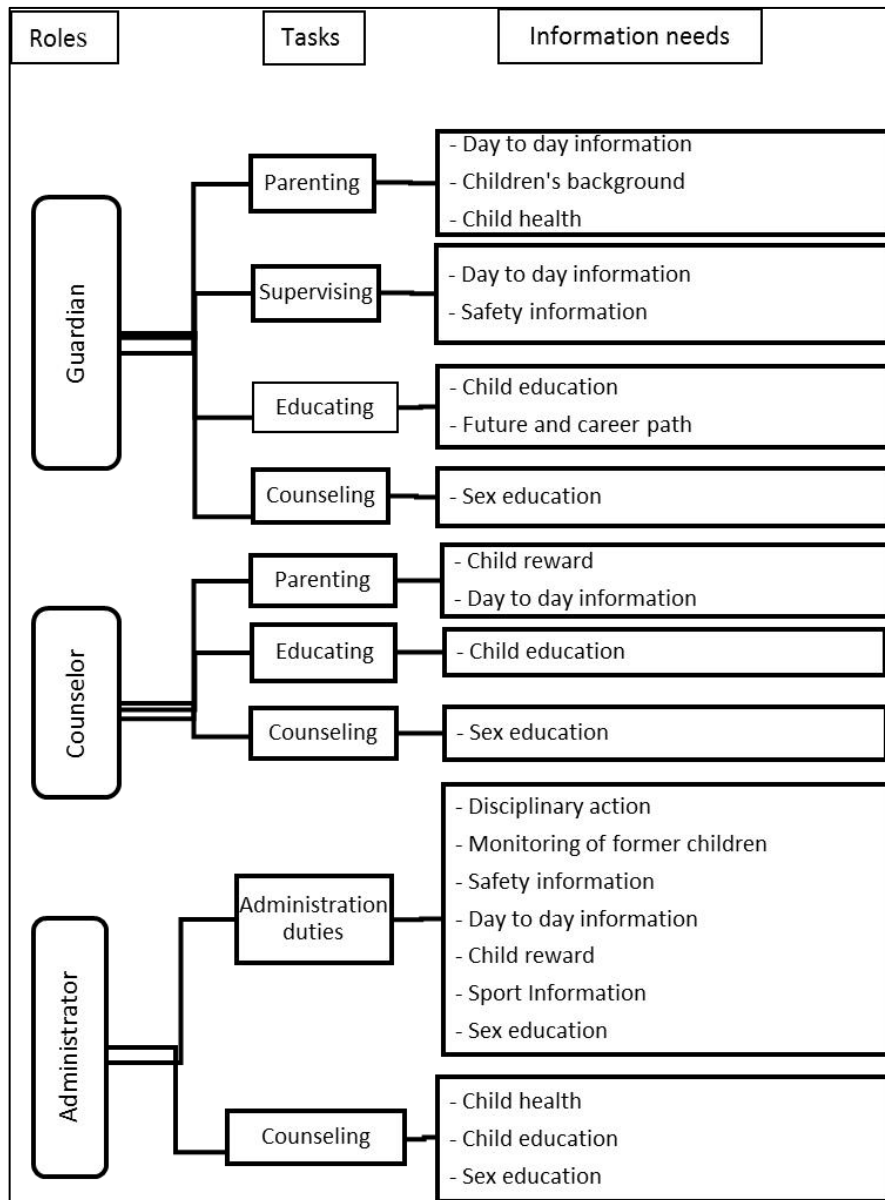 Roles
Tasks
Information needs
Guardian
Parenting
- Day to day information
- Children's background
- Child health
Supervising
- Day to day information
- Safety information
Educating
- Child education
- Future and career path
Counseling
- Sex education
Counselor
Parenting
- Child reward
- Day to day information
Educating
- Child education
Counseling
- Sex education
Administrator
Administration
duties
- Disciplinary action
- Monitoring of former children
- Safety information
- Day to day information
- Child reward
- Sport Information
- Sex education
Counseling
- Child health
- Child education
- Sex education